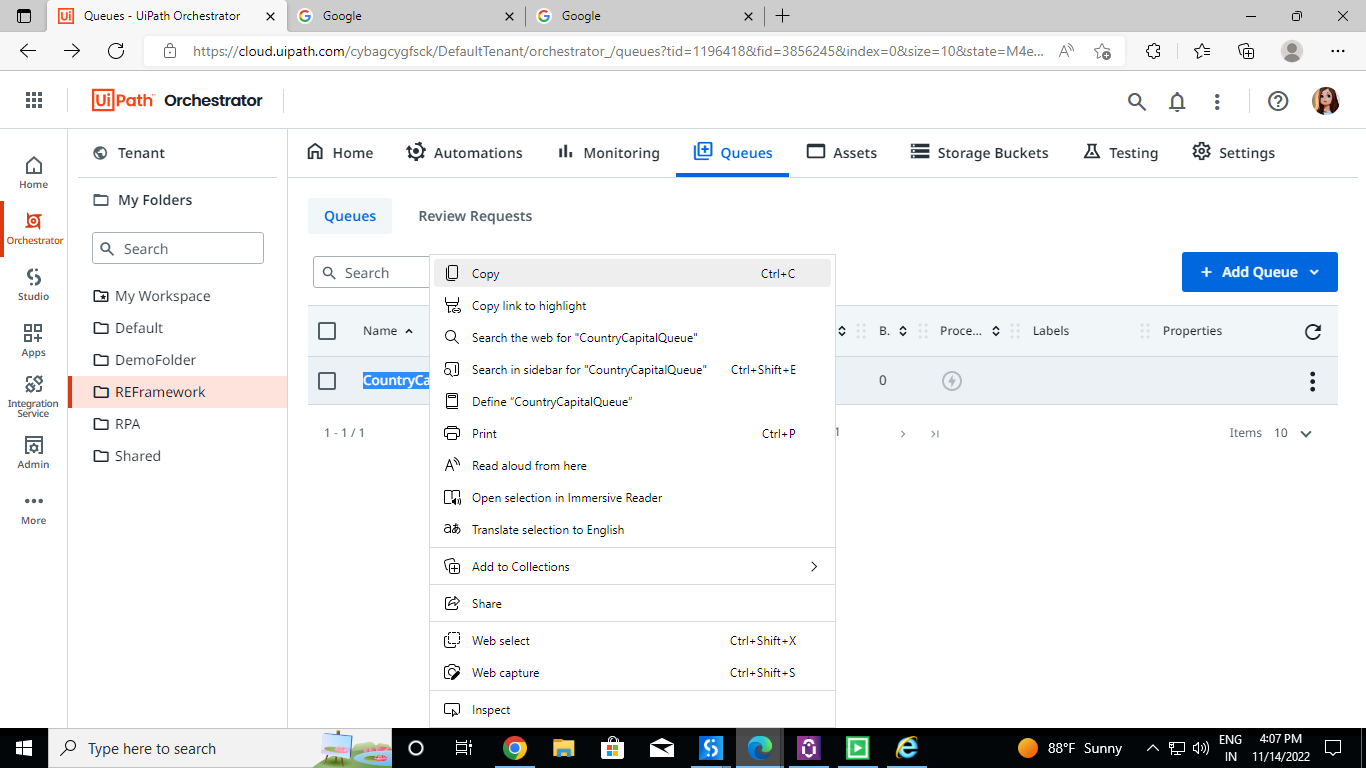 Queues - UiPath Orchestrator
Google
Google
https://cloud.uipath.com/cybagcygfsck/DefaultTenant/orchestrator_/queues?tid=1196418&fid=3856245&index=0&size=10&state=M4e...
UiPath Orchestrator
Home
Orchestrator
Studio
Apps
Integration
Service
Admin
More
Tenant
My Folders
Search
My Workspace
Default
DemoFolder
REFramework
RPA
Shared
Home Automations Monitoring Queues Assets Storage Buckets Testing Settings
Queues Review Requests
Search
Add Queue
Name B. Proce... Labels Properties
CountryCa 0
1 - 1 / 1 1 Items 10
Copy Ctrl+C
Copy link to highlight
Search the web for "CountryCapitalQueue"
Search in sidebar for "CountryCapitalQueue" Ctrl+Shift+E
Define “CountryCapitalQueue”
Print Ctrl+P
Read aloud from here
Open selection in Immersive Reader
Translate selection to English
Add to Collections
Share
Web select Ctrl+Shift+X
Web capture Ctrl+Shift+S
Inspect
Type here to search
88°F Sunny
ENG
IN
4:07 PM
11/14/2022